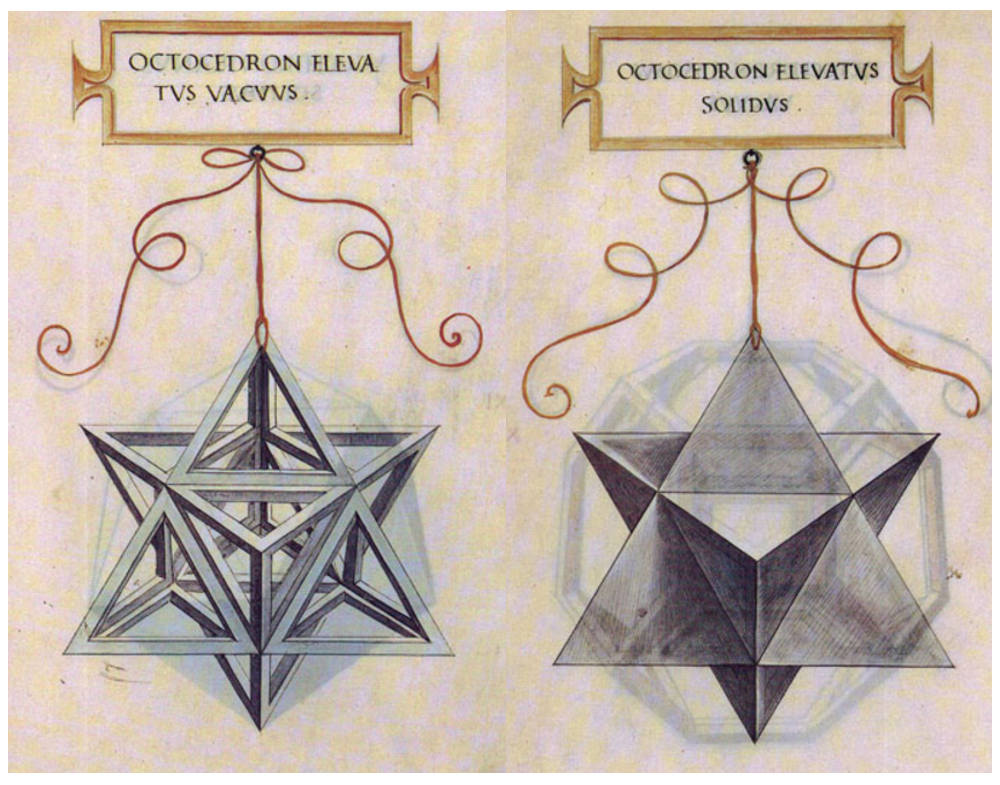 OCTOCEDRON ELEVA
TVS VACVVS .
OCTOCEDRON ELEVATVS
SOLIDVS .